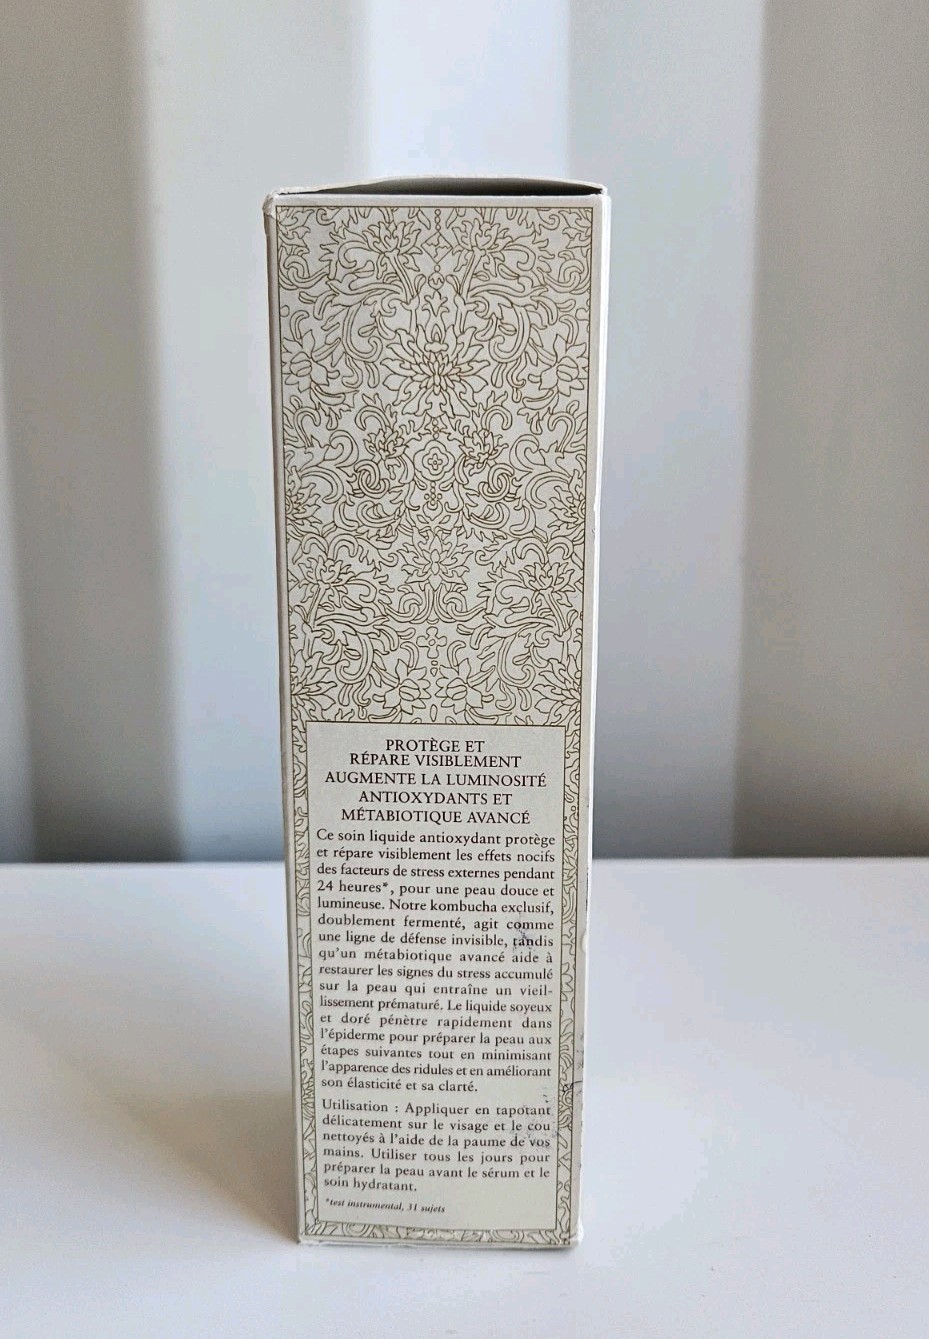 PROTÈGE ET
RÉPARE VISIBLEMENT
AUGMENTE LA LUMINOSITÉ
ANTIOXYDANTS ET
MÉTABIOTIQUE AVANCÉ
Ce soin liquide antioxydant protège
et répare visiblement les effets nocifs
des facteurs de stress externes pendant
24 heures*, pour une peau douce et
lumineuse. Notre kombucha exclusif,
doublement fermenté, agit comme
une ligne de défense invisible, tandis
qu'un métabiotique avancé aide à
restaurer les signes du stress accumulé
sur la peau qui entraîne un vieil-
lissement prématuré. Le liquide soyeux
et doré pénètre rapidement dans
l'épiderme pour préparer la peau aux
étapes suivantes tout en minimisant
l'apparence des ridules et en améliorant
son élasticité et sa clarté.
Utilisation : Appliquer en tapotant
délicatement sur le visage et le cou
nettoyés à l'aide de la paume de vos
mains. Utiliser tous les jours pour
préparer la peau avant le sérum et le
soin hydratant.
*test instrumental, 31 sujets